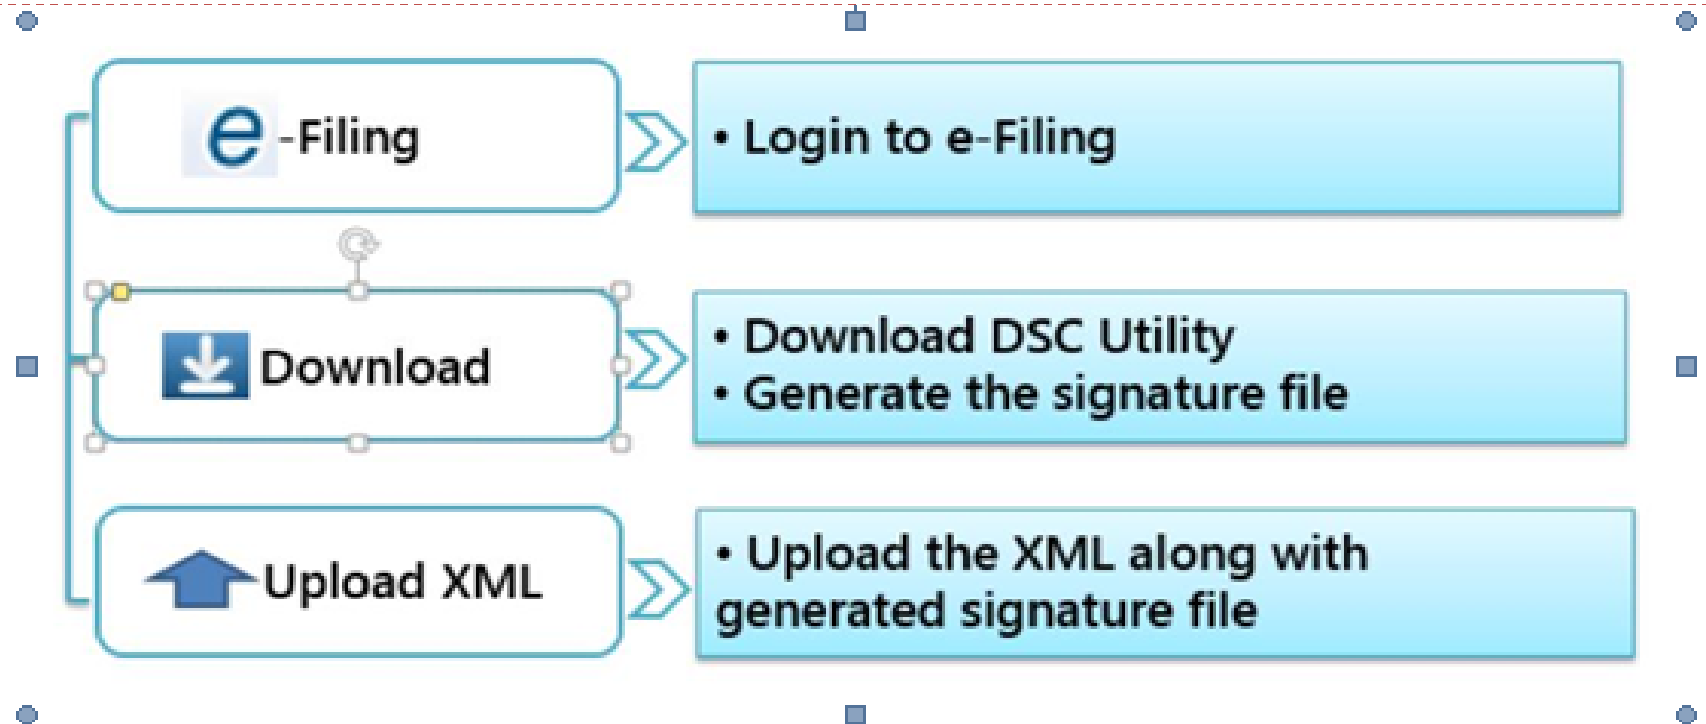 e-Filing
• Login to e-Filing
Download
• Download DSC Utility
• Generate the signature file
Upload XML
• Upload the XML along with
generated signature file